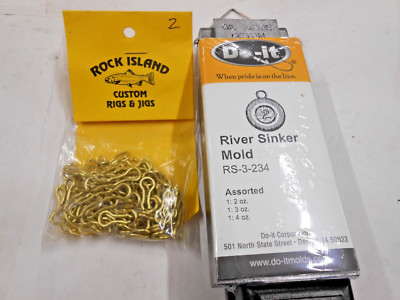 2
ROCK ISLAND
CUSTOM
RIGS & JIGS
Do-it
®
When pride is on the line.
2
River Sinker
Mold
RS-3-234
Assorted
1: 2 oz.
1: 3 oz.
1: 4 oz.
Do-it Corporation
501 North State Street •
www.do-itmolds.com